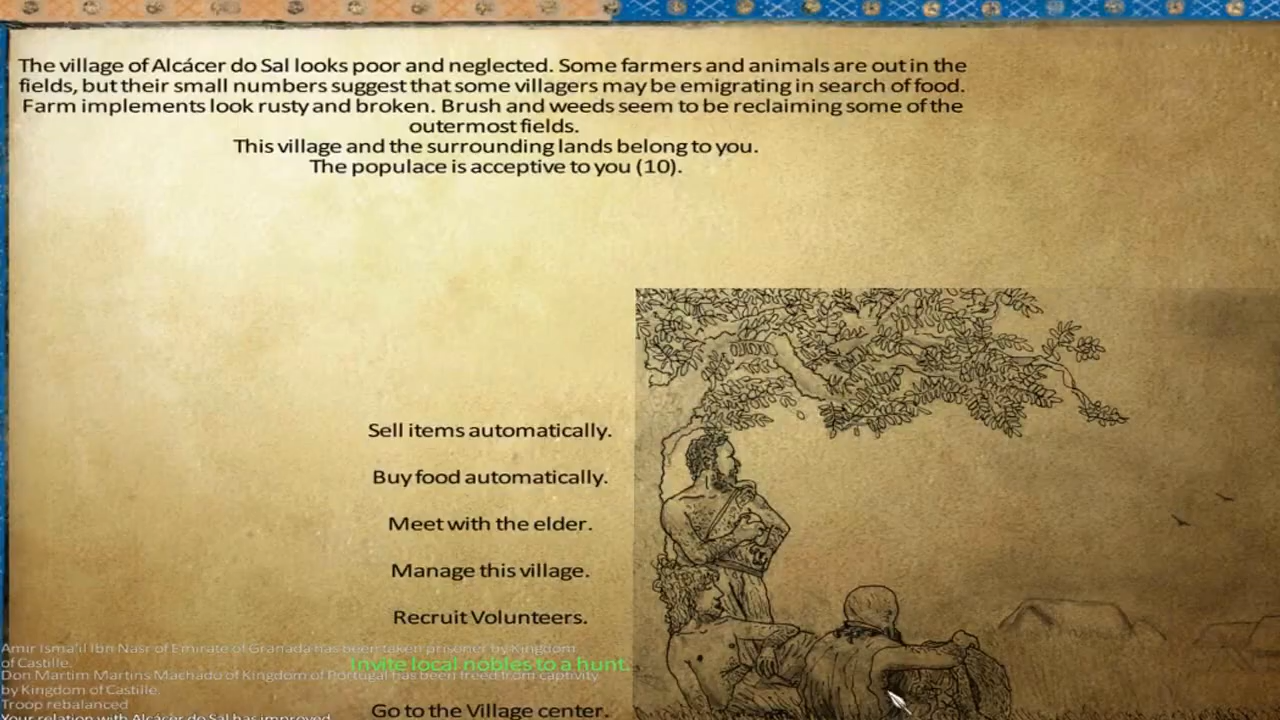 The village of Alcácer do Sal looks poor and neglected. Some farmers and animals are out in the
fields, but their small numbers suggest that some villagers may be emigrating in search of food.
Farm implements look rusty and broken. Brush and weeds seem to be reclaiming some of the
outermost fields.
This village and the surrounding lands belong to you.
The populace is acceptive to you (10).
Sell items automatically.
Buy food automatically.
Meet with the elder.
Manage this village.
Recruit Volunteers.
Invite local nobles to a hunt.
Go to the Village center.
Amir Isma'il Ibn Nasr of Emirate of Granada has been taken prisoner by Kingdom
of Castille.
Don Martim Martins Machado of Kingdom of Portugal has been freed from captivity
by Kingdom of Castille.
Troop rebalanced
Your relation with Alcácer do Sal has improved